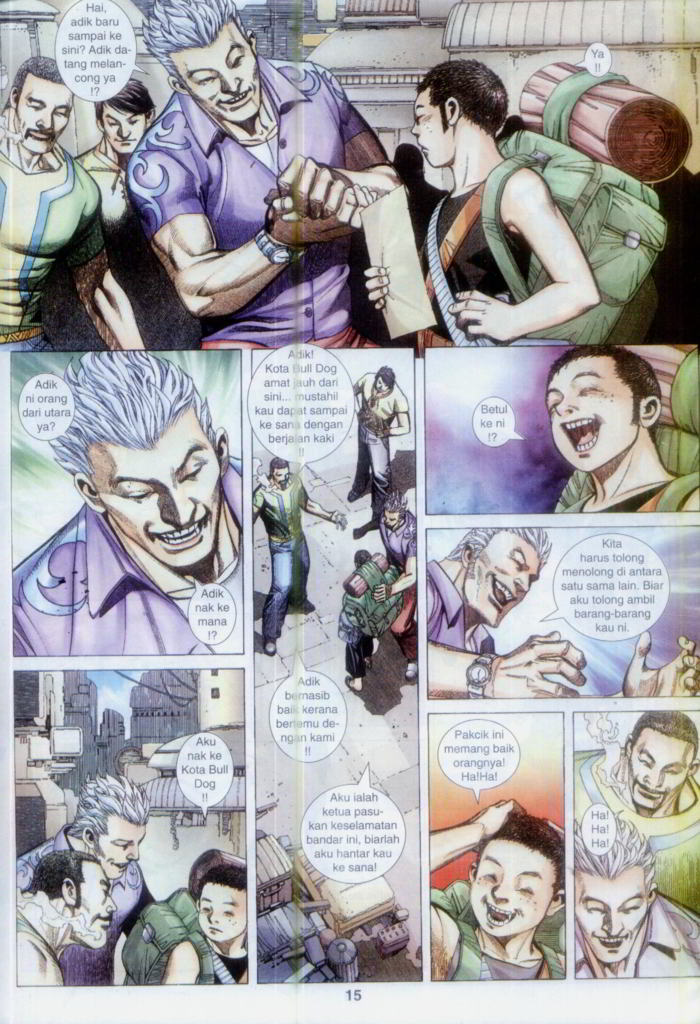 Hai,
adik baru
sampai ke
sini? Adik da-
tang melan-
cong ya
!?
Ya
!!
Adik
ni orang
dari utara
ya?
Adik
nak ke
mana
!?
Aku
nak ke
Kota Bull
Dog
!!
Adik!
Kota Bull Dog
amat jauh dari
sini... mustahil
kau dapat sampai
ke sana dengan
berjalan kaki
!!
Adik
bernasib
baik kerana
bertemu de-
ngan kami
!!
Aku ialah
ketua pasu-
kan keselamatan
bandar ini, biarlah
aku hantar kau
ke sana!
Betul
ke ni
!?
Kita
harus tolong
menolong di antara
satu sama lain. Biar
aku tolong ambil
barang-barang
kau ni.
Pakcik ini
memang baik
orangnya!
Ha!Ha!
Ha!
Ha!
Ha!
15